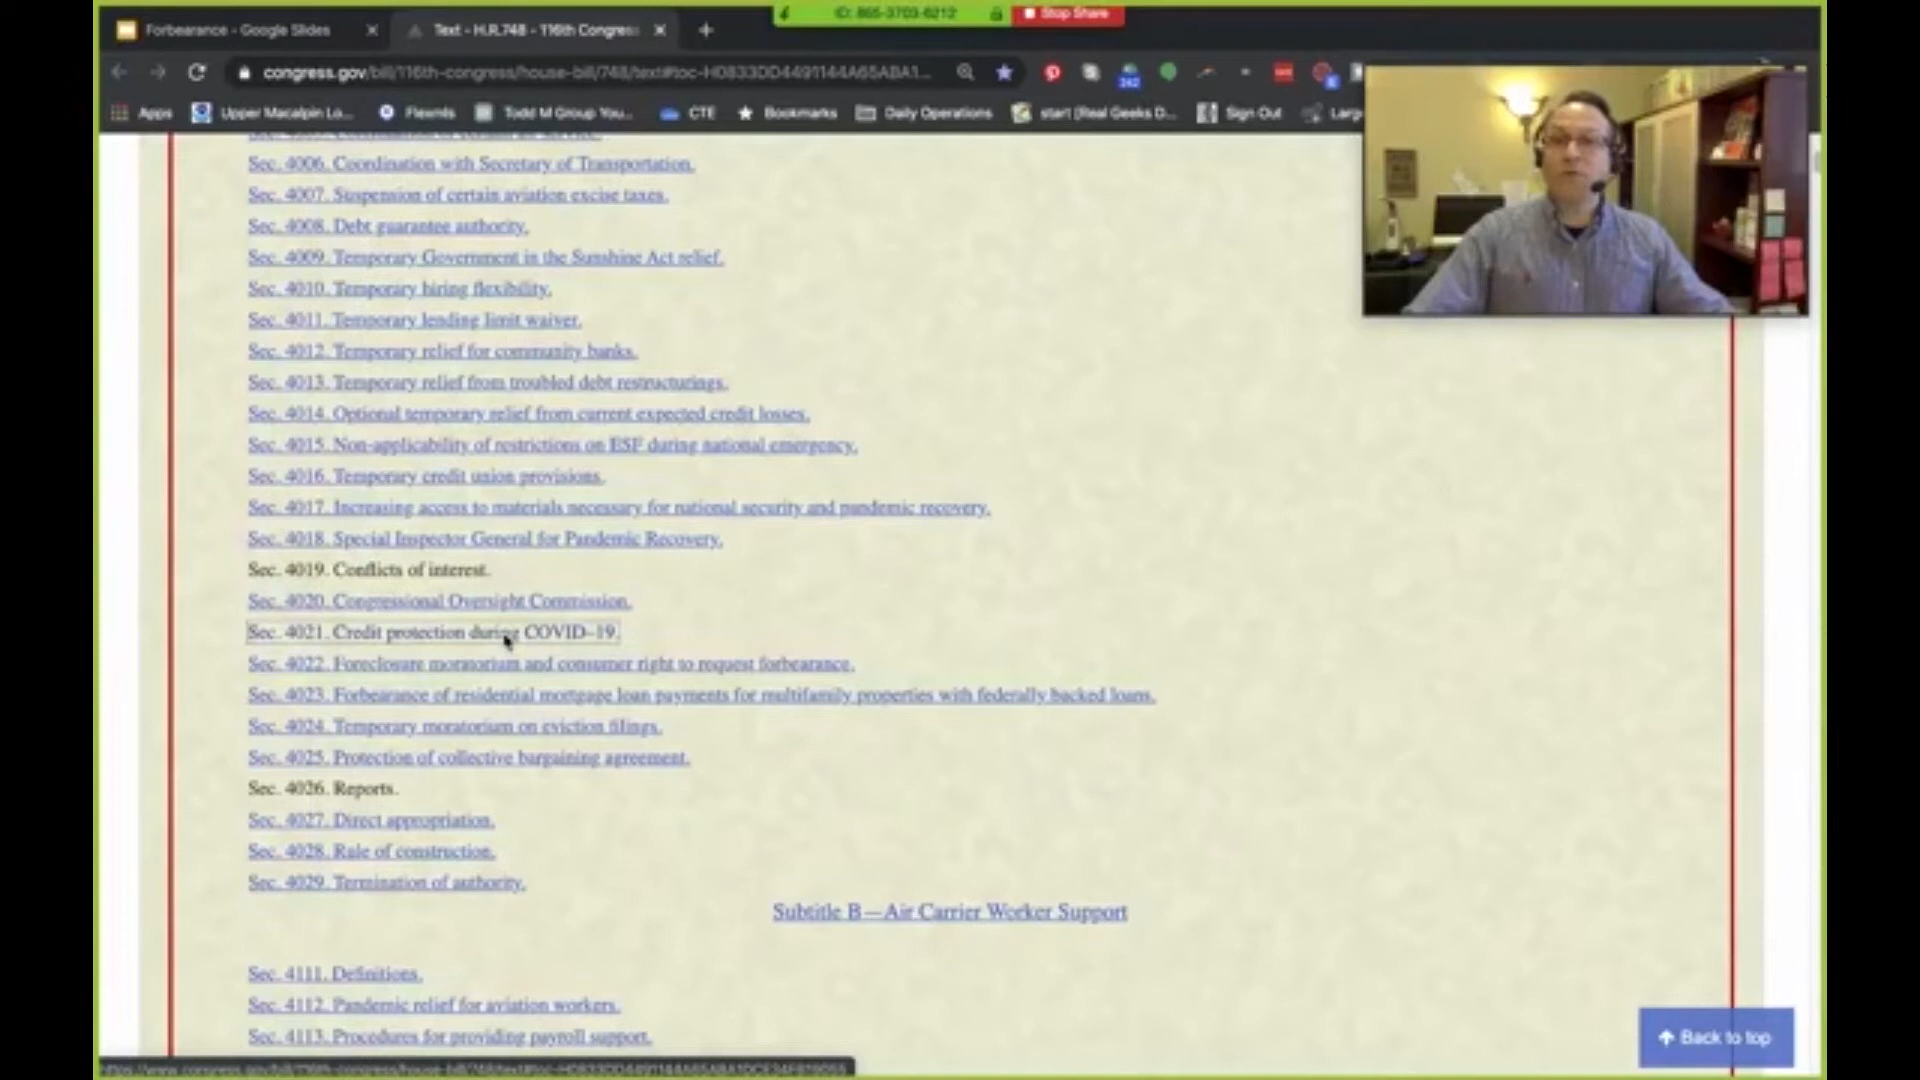 ID: 865-3703-6212
Stop Share
Forbearance - Google Slides
Text - H.R.748 - 116th Congres
congress.gov/bill/116th-congress/house-bill/748/text#toc-H0833DD4491144A65ABA1...
Apps
Upper Macalpin Lo...
Flexmls
Todd M Group You...
CTE
Bookmarks
Daily Operations
start (Real Geeks D...
Sign Out
Sec. 4006. Coordination with Secretary of Transportation.
Sec. 4007. Suspension of certain aviation excise taxes.
Sec. 4008. Debt guarantee authority.
Sec. 4009. Temporary Government in the Sunshine Act relief.
Sec. 4010. Temporary hiring flexibility.
Sec. 4011. Temporary lending limit waiver.
Sec. 4012. Temporary relief for community banks.
Sec. 4013. Temporary relief from troubled debt restructurings.
Sec. 4014. Optional temporary relief from current expected credit losses.
Sec. 4015. Non-applicability of restrictions on ESF during national emergency.
Sec. 4016. Temporary credit union provisions.
Sec. 4017. Increasing access to materials necessary for national security and pandemic recovery.
Sec. 4018. Special Inspector General for Pandemic Recovery.
Sec. 4019. Conflicts of interest.
Sec. 4020. Congressional Oversight Commission.
Sec. 4021. Credit protection during COVID–19.
Sec. 4022. Foreclosure moratorium and consumer right to request forbearance.
Sec. 4023. Forbearance of residential mortgage loan payments for multifamily properties with federally backed loans.
Sec. 4024. Temporary moratorium on eviction filings.
Sec. 4025. Protection of collective bargaining agreement.
Sec. 4026. Reports.
Sec. 4027. Direct appropriation.
Sec. 4028. Rule of construction.
Sec. 4029. Termination of authority.
Subtitle B—Air Carrier Worker Support
Sec. 4111. Definitions.
Sec. 4112. Pandemic relief for aviation workers.
Sec. 4113. Procedures for providing payroll support.
Back to top